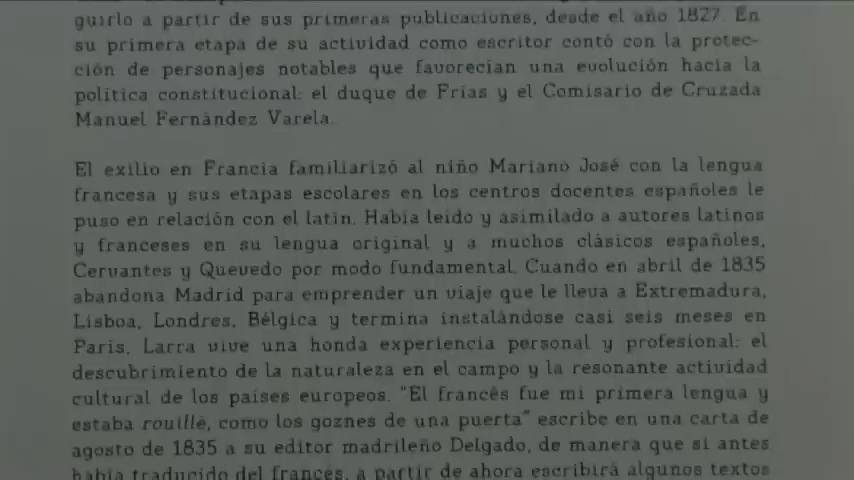 guirlo a partir de sus primeras publicaciones, desde el año 1827. En
su primera etapa de su actividad como escritor contó con la protec-
ción de personajes notables que favorecían una evolución hacia la
política constitucional: el duque de Frías y el Comisario de Cruzada
Manuel Fernández Varela.
El exilio en Francia familiarizó al niño Mariano José con la lengua
francesa y sus etapas escolares en los centros docentes españoles le
puso en relación con el latín. Había leído y asimilado a autores latinos
y franceses en su lengua original y a muchos clásicos españoles,
Cervantes y Quevedo por modo fundamental. Cuando en abril de 1835
abandona Madrid para emprender un viaje que le lleva a Extremadura,
Lisboa, Londres, Bélgica y termina instalándose casi seis meses en
París, Larra vive una honda experiencia personal y profesional: el
descubrimiento de la naturaleza en el campo y la resonante actividad
cultural de los países europeos. "El francés fue mi primera lengua y
estaba rouillé, como los goznes de una puerta" escribe en una carta de
agosto de 1835 a su editor madrileño Delgado, de manera que si antes
había traducido del francés, a partir de ahora escribirá algunos textos